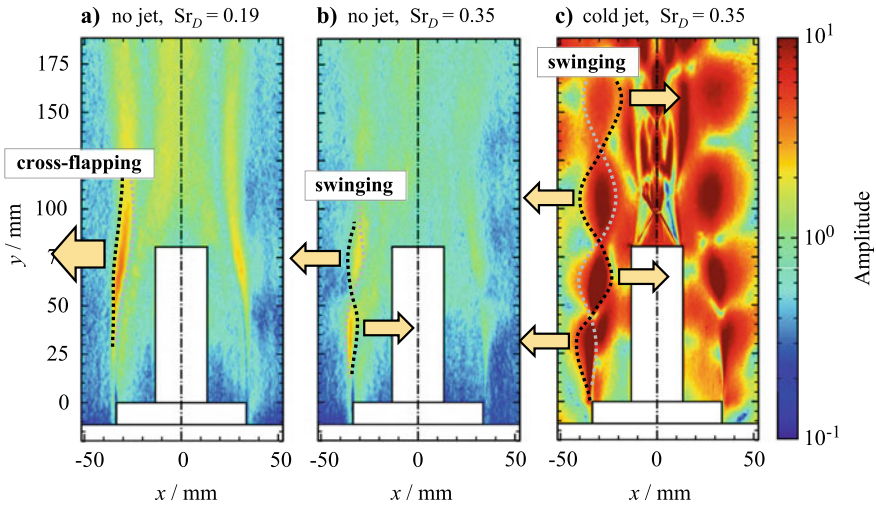 a) no jet, Sr_D = 0.19
b) no jet, Sr_D = 0.35
c) cold jet, Sr_D = 0.35
175
150
125
100
75
50
25
0
y / mm
cross-flapping
swinging
swinging
10^1
10^0
10^-1
Amplitude
-50 0 50
-50 0 50
-50 0 50
x / mm
x / mm
x / mm